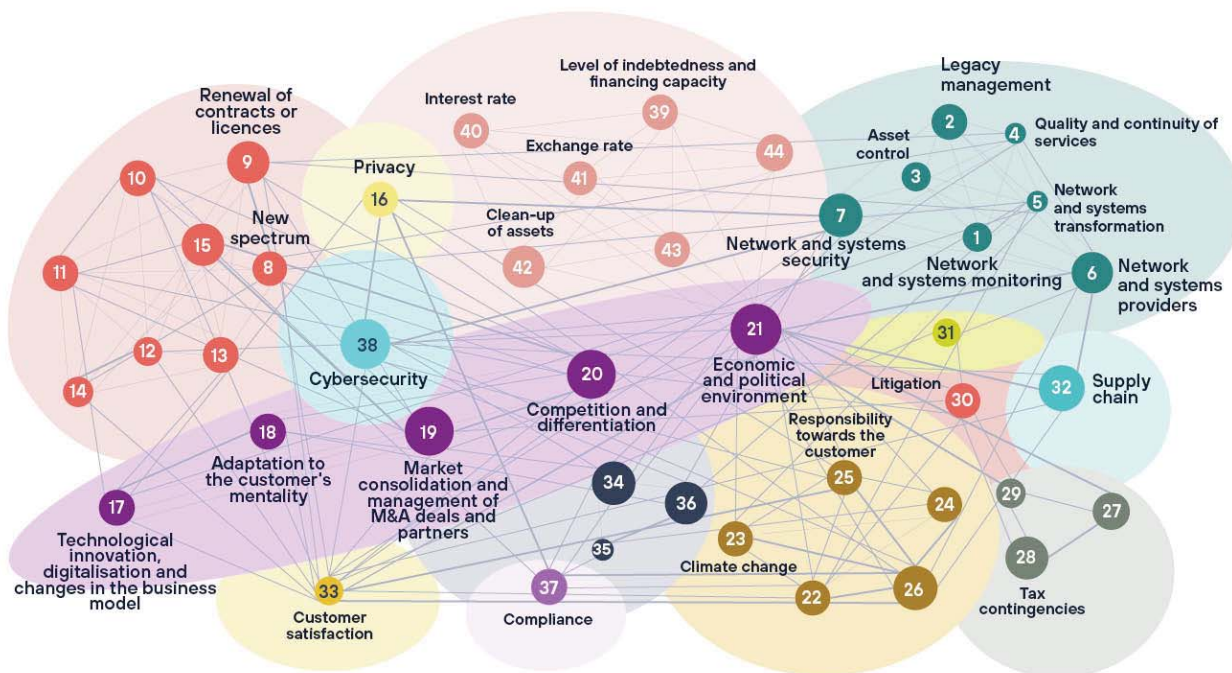 Level of indebtedness and
financing capacity
39
Legacy
management
2
Renewal of
contracts or
licences
9
Interest rate
40
4
Quality and continuity of
services
Exchange rate
41
44
Asset
control
3
10
Privacy
16
5
Network
and systems
transformation
7
Network and systems
security
New
spectrum
15
8
Clean-up
of assets
42
43
1
Network
and systems monitoring
6
Network
and systems
providers
11
38
Cybersecurity
21
Economic
and political
environment
31
12
13
14
20
Competition and
differentiation
Litigation
30
32
Supply
chain
18
Adaptation to
the customer's
mentality
19
Market
consolidation and
management of
M&A deals and
partners
Responsibility
towards the
customer
25
34
36
24
29
27
17
Technological
innovation,
digitalisation and
changes in the business
model
35
23
Climate change
28
Tax
contingencies
33
Customer
satisfaction
37
Compliance
22
26